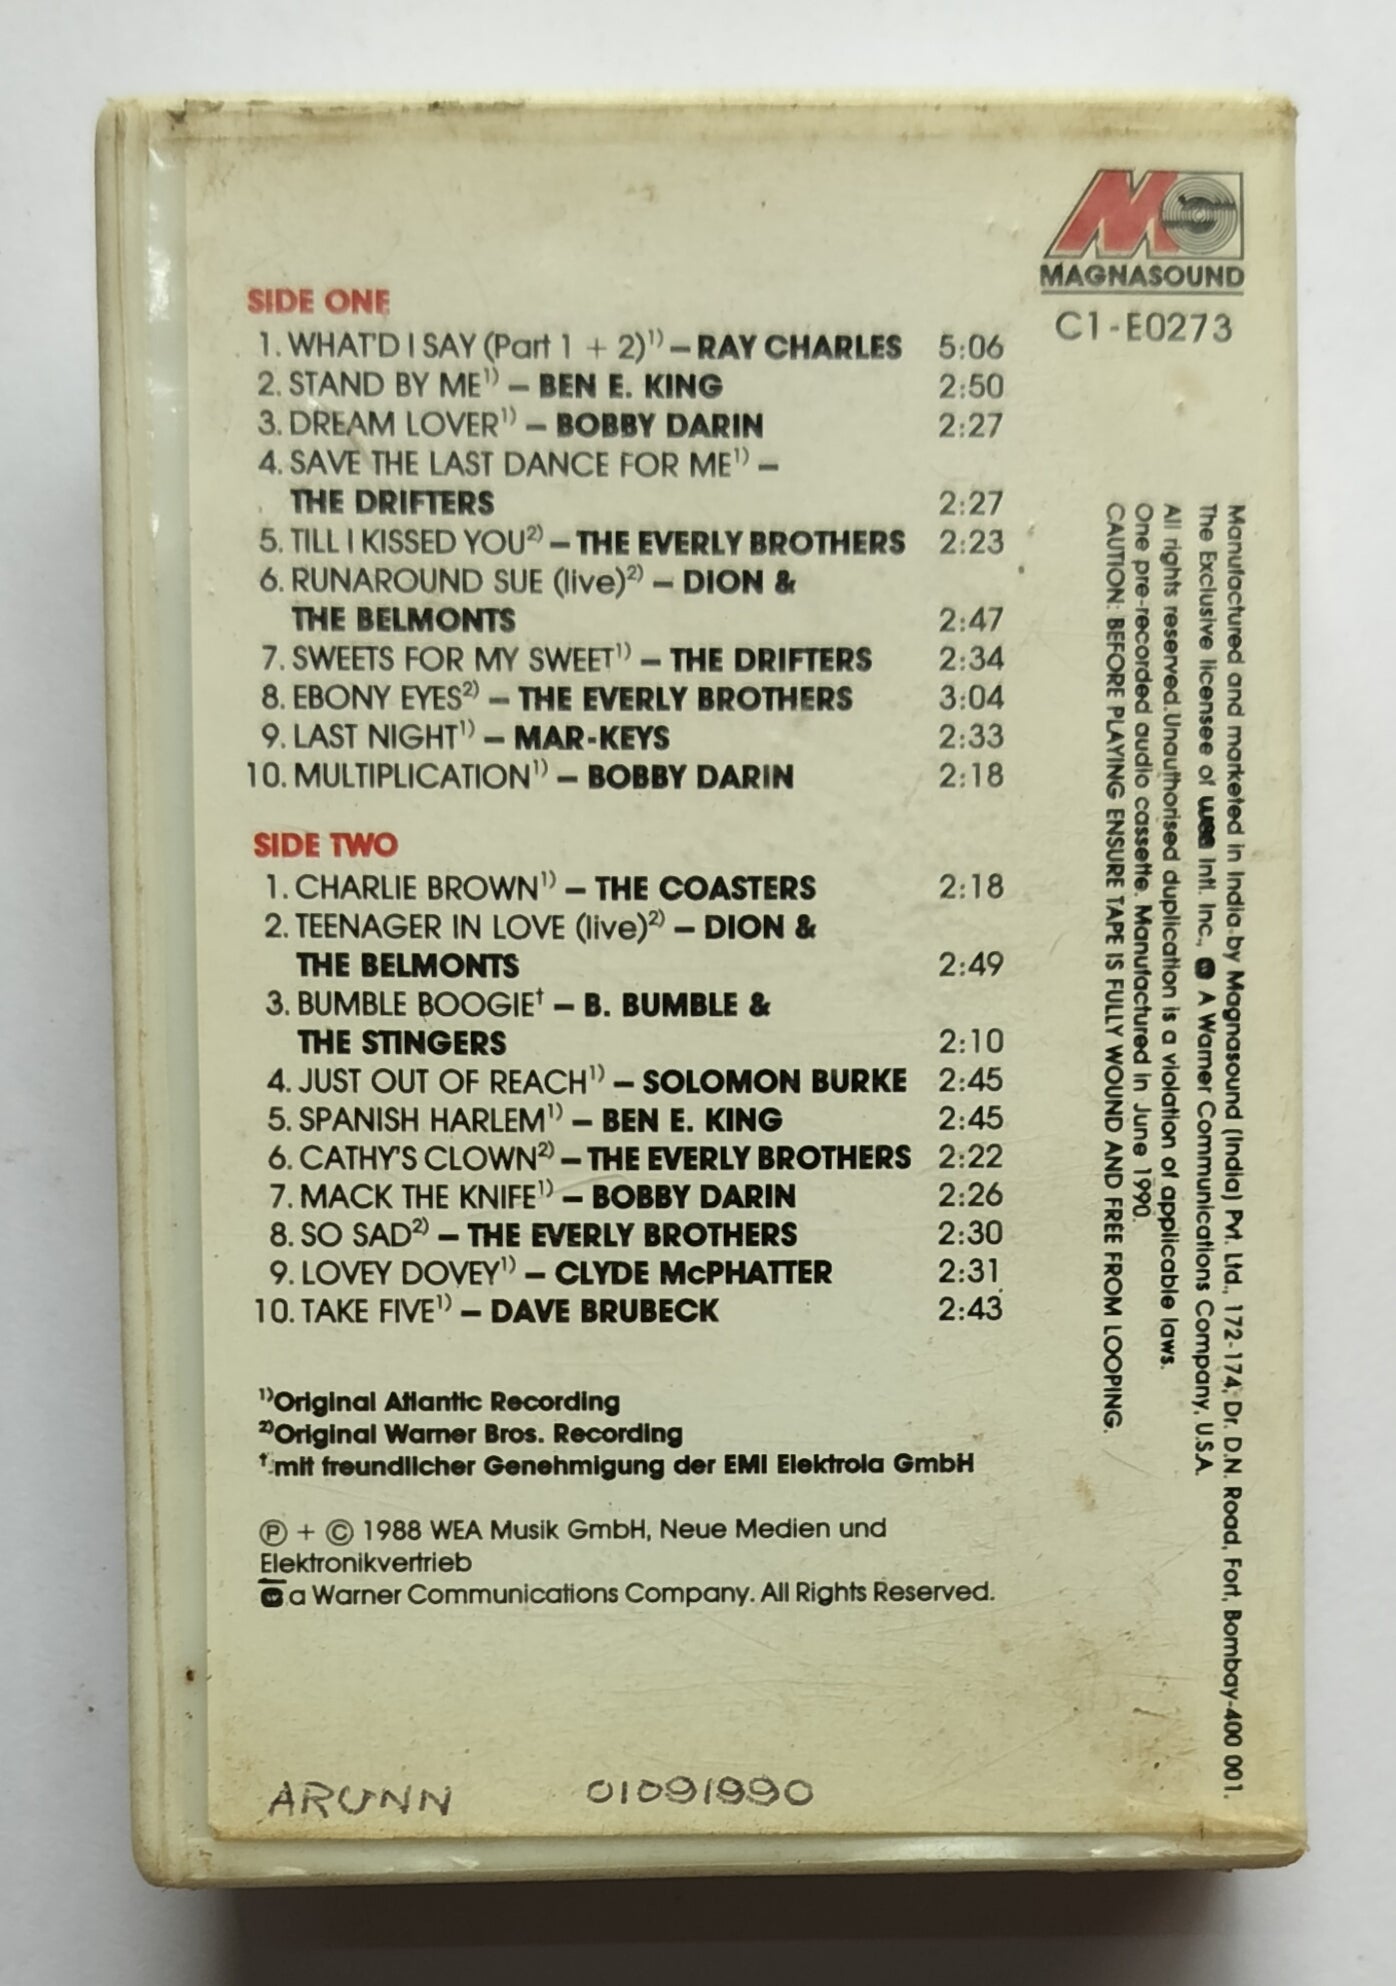 MAGNASOUND
C1-E0273
SIDE ONE
1. WHAT'D I SAY (Part 1 + 2)¹⁾ – RAY CHARLES 5:06
2. STAND BY ME¹⁾ – BEN E. KING 2:50
3. DREAM LOVER¹⁾ – BOBBY DARIN 2:27
4. SAVE THE LAST DANCE FOR ME¹⁾ –
THE DRIFTERS 2:27
5. TILL I KISSED YOU²⁾ – THE EVERLY BROTHERS 2:23
6. RUNAROUND SUE (live)²⁾ – DION &
THE BELMONTS 2:47
7. SWEETS FOR MY SWEET¹⁾ – THE DRIFTERS 2:34
8. EBONY EYES²⁾ – THE EVERLY BROTHERS 3:04
9. LAST NIGHT¹⁾ – MAR-KEYS 2:33
10. MULTIPLICATION¹⁾ – BOBBY DARIN 2:18
SIDE TWO
1. CHARLIE BROWN¹⁾ – THE COASTERS 2:18
2. TEENAGER IN LOVE (live)²⁾ – DION &
THE BELMONTS 2:49
3. BUMBLE BOOGIE† – B. BUMBLE &
THE STINGERS 2:10
4. JUST OUT OF REACH¹⁾ – SOLOMON BURKE 2:45
5. SPANISH HARLEM¹⁾ – BEN E. KING 2:45
6. CATHY'S CLOWN²⁾ – THE EVERLY BROTHERS 2:22
7. MACK THE KNIFE¹⁾ – BOBBY DARIN 2:26
8. SO SAD²⁾ – THE EVERLY BROTHERS 2:30
9. LOVEY DOVEY¹⁾ – CLYDE McPHATTER 2:31
10. TAKE FIVE¹⁾ – DAVE BRUBECK 2:43
¹⁾Original Atlantic Recording
²⁾Original Warner Bros. Recording
† mit freundlicher Genehmigung der EMI Elektrola GmbH
Ⓟ + © 1988 WEA Musik GmbH, Neue Medien und
Elektronikvertrieb
a Warner Communications Company. All Rights Reserved.
ARUNN 01091990
Manufactured and marketed in India by Magnasound (India) Pvt. Ltd., 172-174, Dr. D.N. Road, Fort, Bombay-400 001.
The Exclusive licensee of wea Intl. Inc., A Warner Communications Company, U.S.A.
All rights reserved. Unauthorised duplication is a violation of applicable laws.
One pre-recorded audio cassette. Manufactured in June 1990.
CAUTION: BEFORE PLAYING ENSURE TAPE IS FULLY WOUND AND FREE FROM LOOPING.